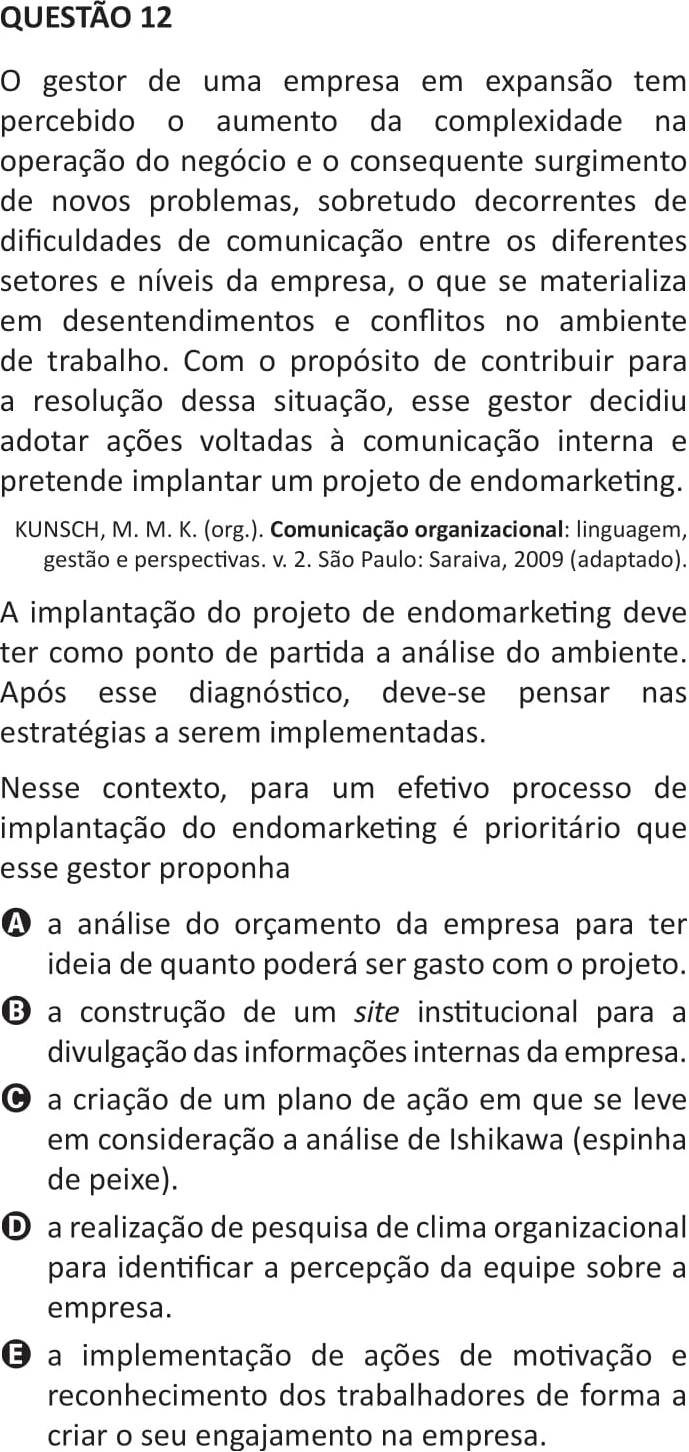 QUESTÃO 12
O gestor de uma empresa em expansão tem
percebido o aumento da complexidade na
operação do negócio e o consequente surgimento
de novos problemas, sobretudo decorrentes de
dificuldades de comunicação entre os diferentes
setores e níveis da empresa, o que se materializa
em desentendimentos e conflitos no ambiente
de trabalho. Com o propósito de contribuir para
a resolução dessa situação, esse gestor decidiu
adotar ações voltadas à comunicação interna e
pretende implantar um projeto de endomarketing.
KUNSCH, M. M. K. (org.). Comunicação organizacional: linguagem,
gestão e perspectivas. v. 2. São Paulo: Saraiva, 2009 (adaptado).
A implantação do projeto de endomarketing deve
ter como ponto de partida a análise do ambiente.
Após esse diagnóstico, deve-se pensar nas
estratégias a serem implementadas.
Nesse contexto, para um efetivo processo de
implantação do endomarketing é prioritário que
esse gestor proponha
A a análise do orçamento da empresa para ter
ideia de quanto poderá ser gasto com o projeto.
B a construção de um site institucional para a
divulgação das informações internas da empresa.
C a criação de um plano de ação em que se leve
em consideração a análise de Ishikawa (espinha
de peixe).
D a realização de pesquisa de clima organizacional
para identificar a percepção da equipe sobre a
empresa.
E a implementação de ações de motivação e
reconhecimento dos trabalhadores de forma a
criar o seu engajamento na empresa.